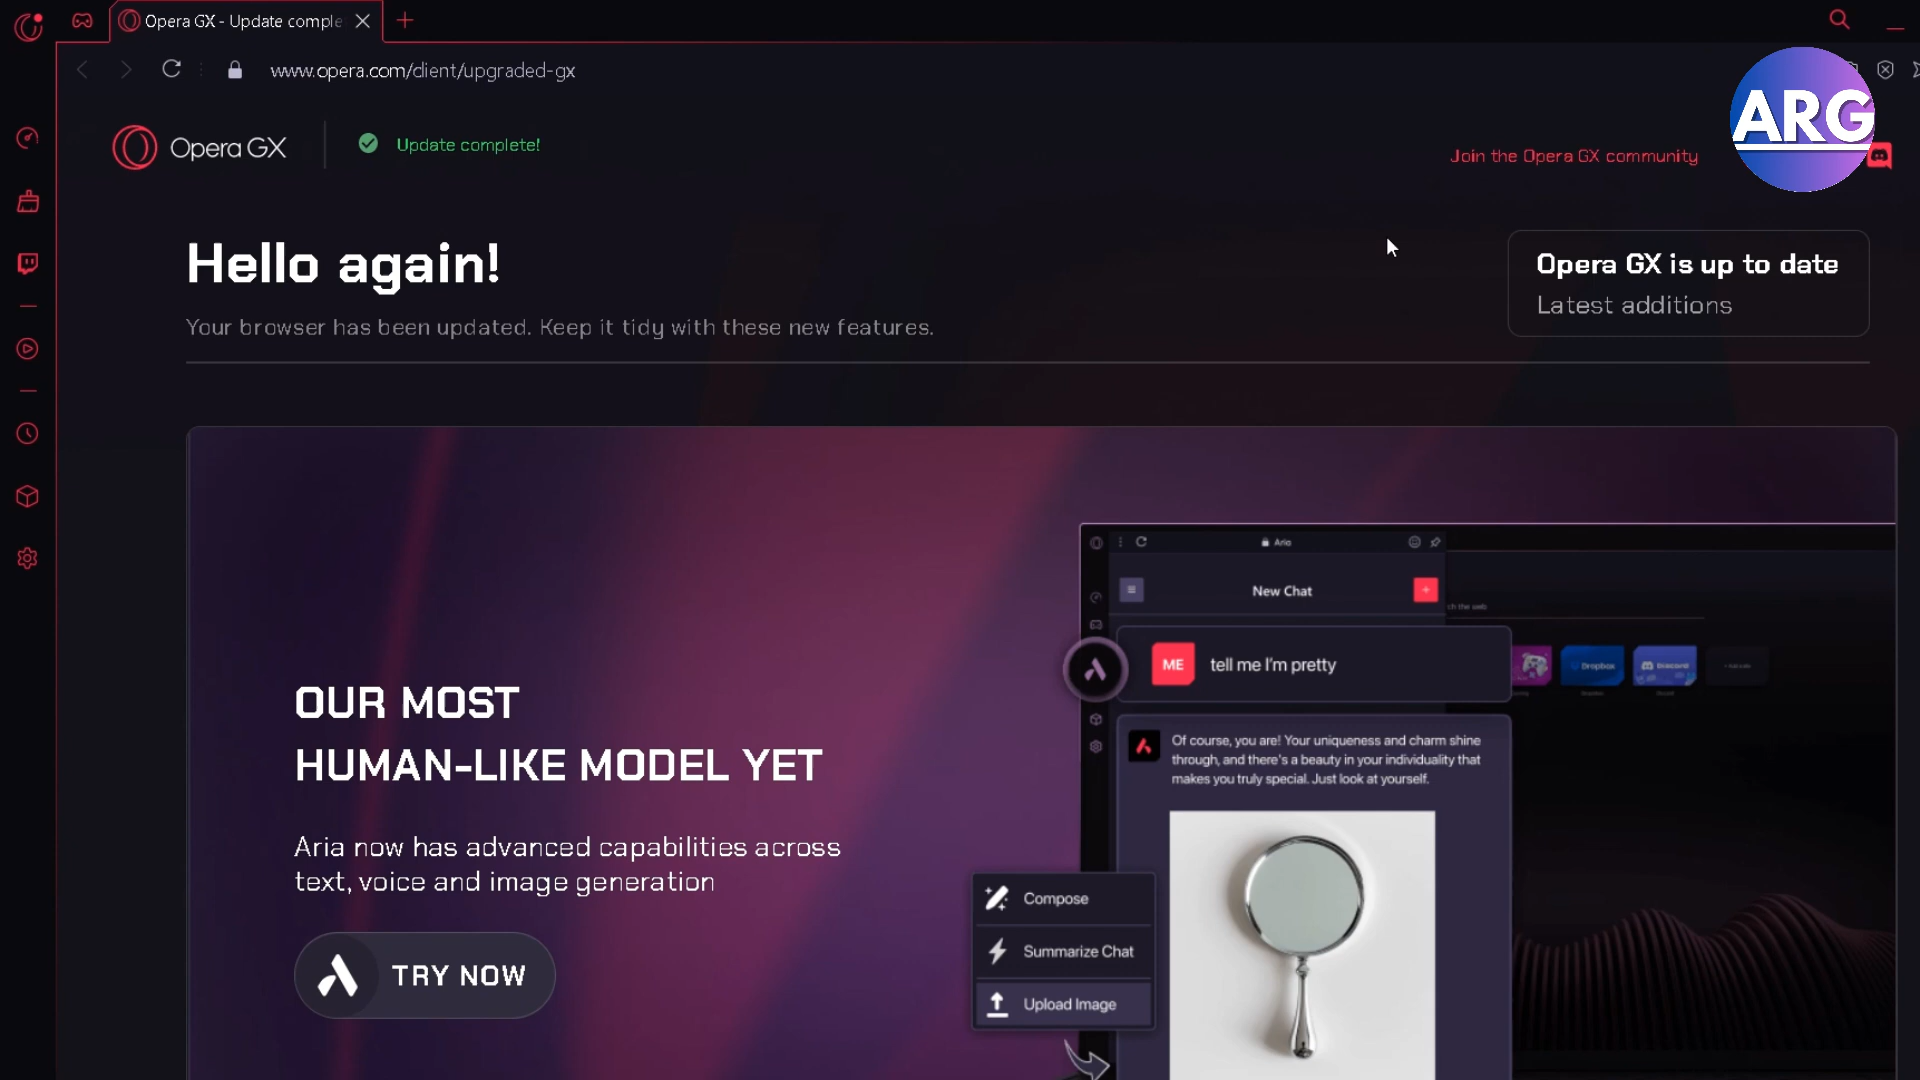 Opera GX - Update comple
www.opera.com/client/upgraded-gx
ARG
Opera GX
Update complete!
Join the Opera GX community
Hello again!
Your browser has been updated. Keep it tidy with these new features.
Opera GX is up to date
Latest additions
OUR MOST
HUMAN-LIKE MODEL YET
Aria now has advanced capabilities across
text, voice and image generation
TRY NOW
Aria
New Chat
ch the web
ME
tell me I'm pretty
Dropbox
Discord
Of course, you are! Your uniqueness and charm shine
through, and there's a beauty in your individuality that
makes you truly special. Just look at yourself.
Compose
Summarize Chat
Upload Image